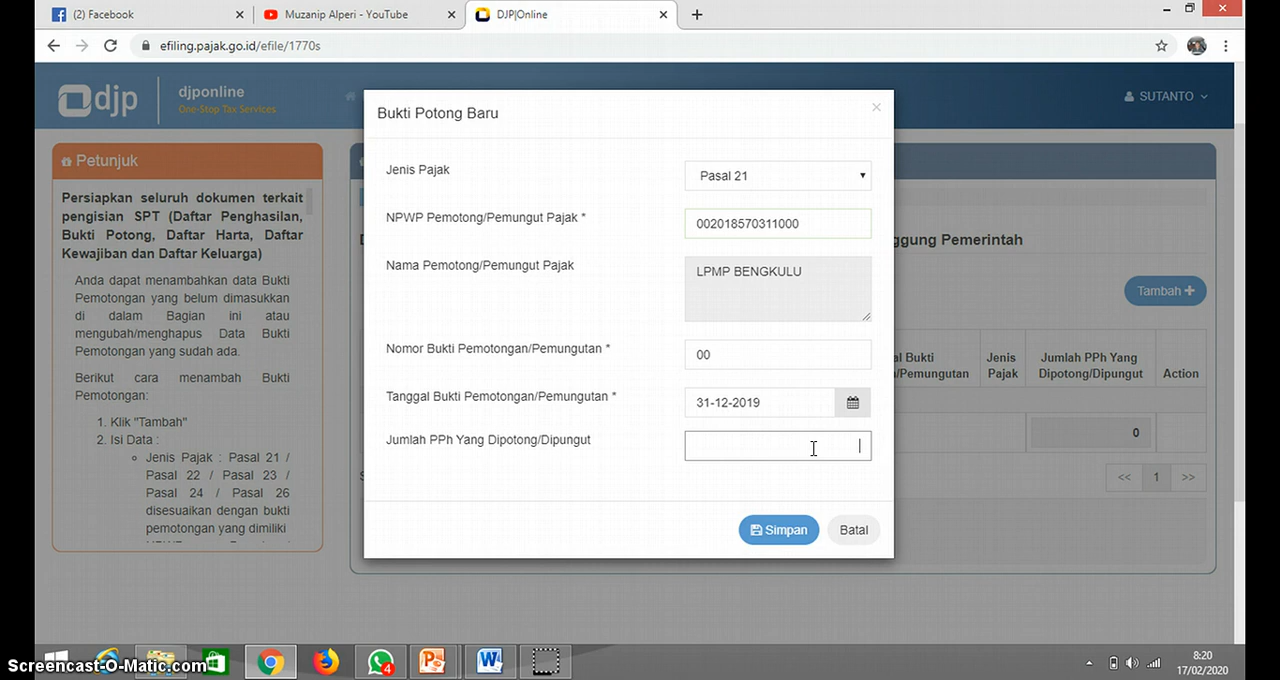 (2) Facebook
Muzanip Alperi - YouTube
DJP|Online
efiling.pajak.go.id/efile/1770s
djp
djponline
One-Stop Tax Services
SUTANTO
Petunjuk
Persiapkan seluruh dokumen terkait
pengisian SPT (Daftar Penghasilan,
Bukti Potong, Daftar Harta, Daftar
Kewajiban dan Daftar Keluarga)
Anda dapat menambahkan data Bukti
Pemotongan yang belum dimasukkan
di dalam Bagian ini atau
mengubah/menghapus Data Bukti
Pemotongan yang sudah ada.
Berikut cara menambah Bukti
Pemotongan:
1. Klik "Tambah"
2. Isi Data :
Jenis Pajak : Pasal 21 /
Pasal 22 / Pasal 23 /
Pasal 24 / Pasal 26
disesuaikan dengan bukti
pemotongan yang dimiliki
Bukti Potong Baru
×
Jenis Pajak
Pasal 21
NPWP Pemotong/Pemungut Pajak *
002018570311000
Nama Pemotong/Pemungut Pajak
LPMP BENGKULU
Nomor Bukti Pemotongan/Pemungutan *
00
Tanggal Bukti Pemotongan/Pemungutan *
31-12-2019
Jumlah PPh Yang Dipotong/Dipungut
Simpan
Batal
ggung Pemerintah
Tambah +
al Bukti
/Pemungutan
Jenis
Pajak
Jumlah PPh Yang
Dipotong/Dipungut
Action
0
<< 1 >>
Screencast-O-Matic.com
4
8:20
17/02/2020